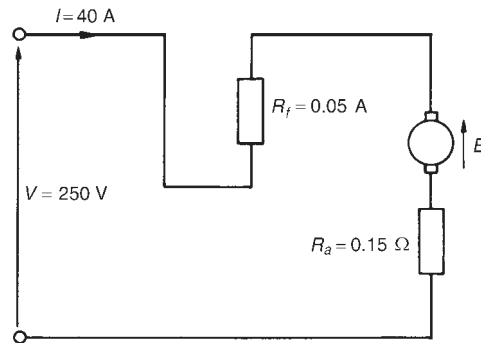 I = 40 A
R_f = 0.05 A
E
V = 250 V
R_a = 0.15 Ω